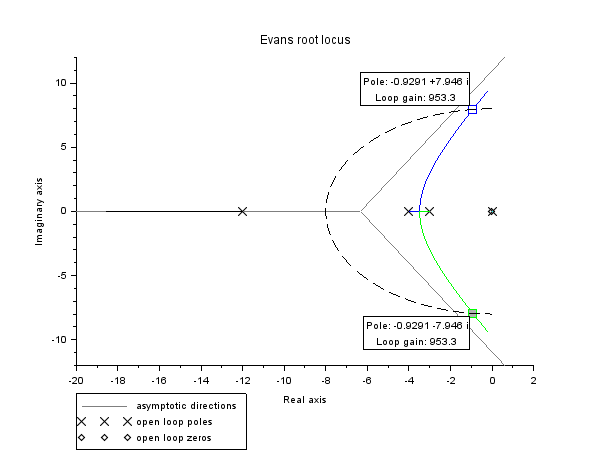 Evans root locus
Pole: -0.9291 +7.946 i
Loop gain: 953.3
10
5
0
-5
-10
Imaginary axis
Pole: -0.9291 -7.946 i
Loop gain: 953.3
-20 -18 -16 -14 -12 -10 -8 -6 -4 -2 0 2
Real axis
asymptotic directions
open loop poles
open loop zeros